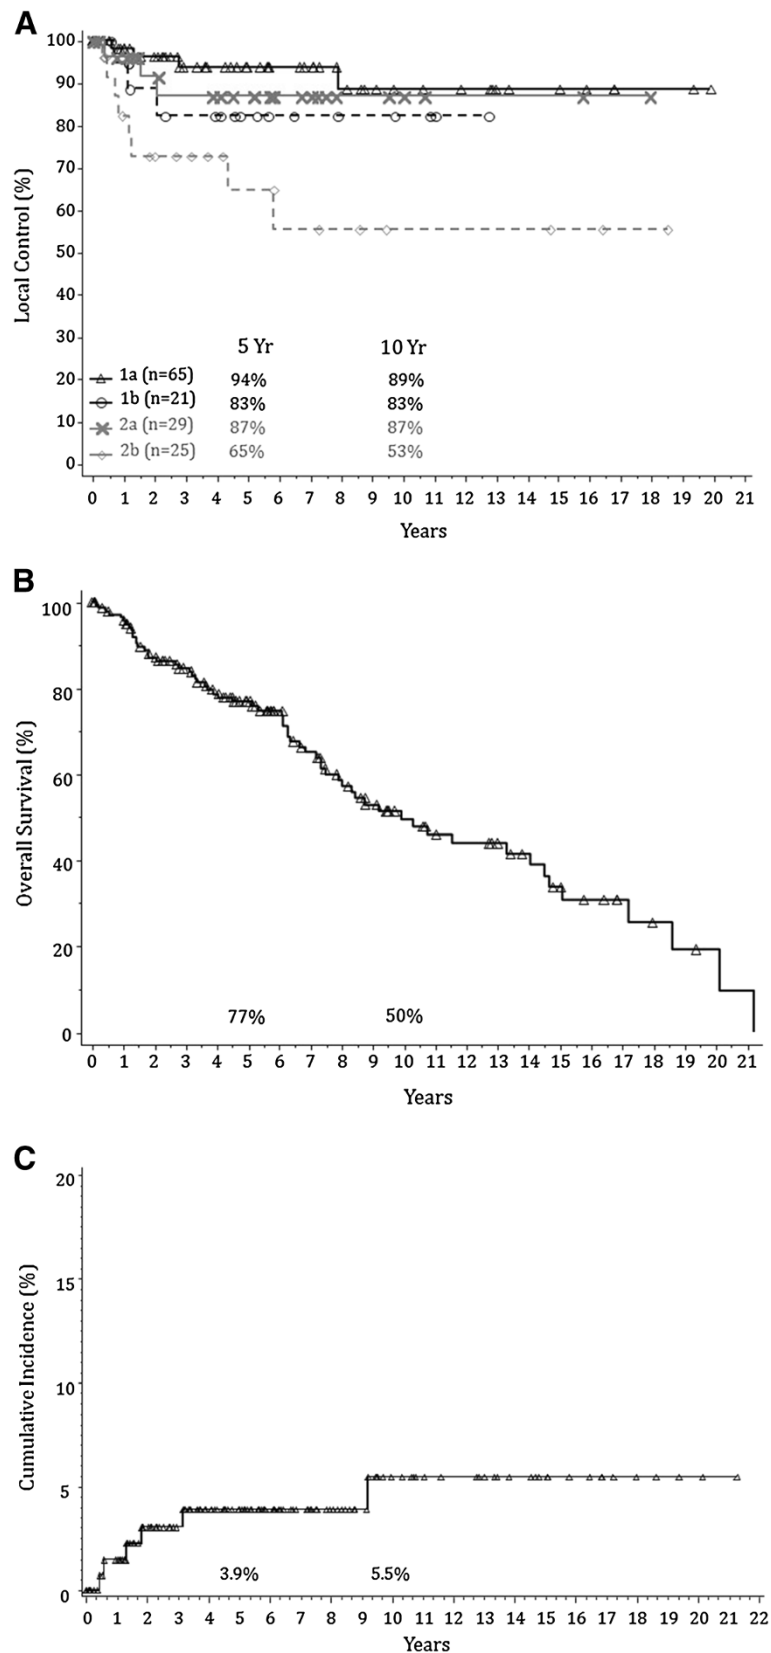 A
100
90
80
70
60
50
40
30
20
10
0
Local Control (%)
5 Yr 10 Yr
1a (n=65) 94% 89%
1b (n=21) 83% 83%
2a (n=29) 87% 87%
2b (n=25) 65% 53%
0 1 2 3 4 5 6 7 8 9 10 11 12 13 14 15 16 17 18 19 20 21
Years
B
100
80
60
40
20
0
Overall Survival (%)
77% 50%
0 1 2 3 4 5 6 7 8 9 10 11 12 13 14 15 16 17 18 19 20 21
Years
C
20
15
10
5
0
Cumulative Incidence (%)
3.9% 5.5%
0 1 2 3 4 5 6 7 8 9 10 11 12 13 14 15 16 17 18 19 20 21 22
Years